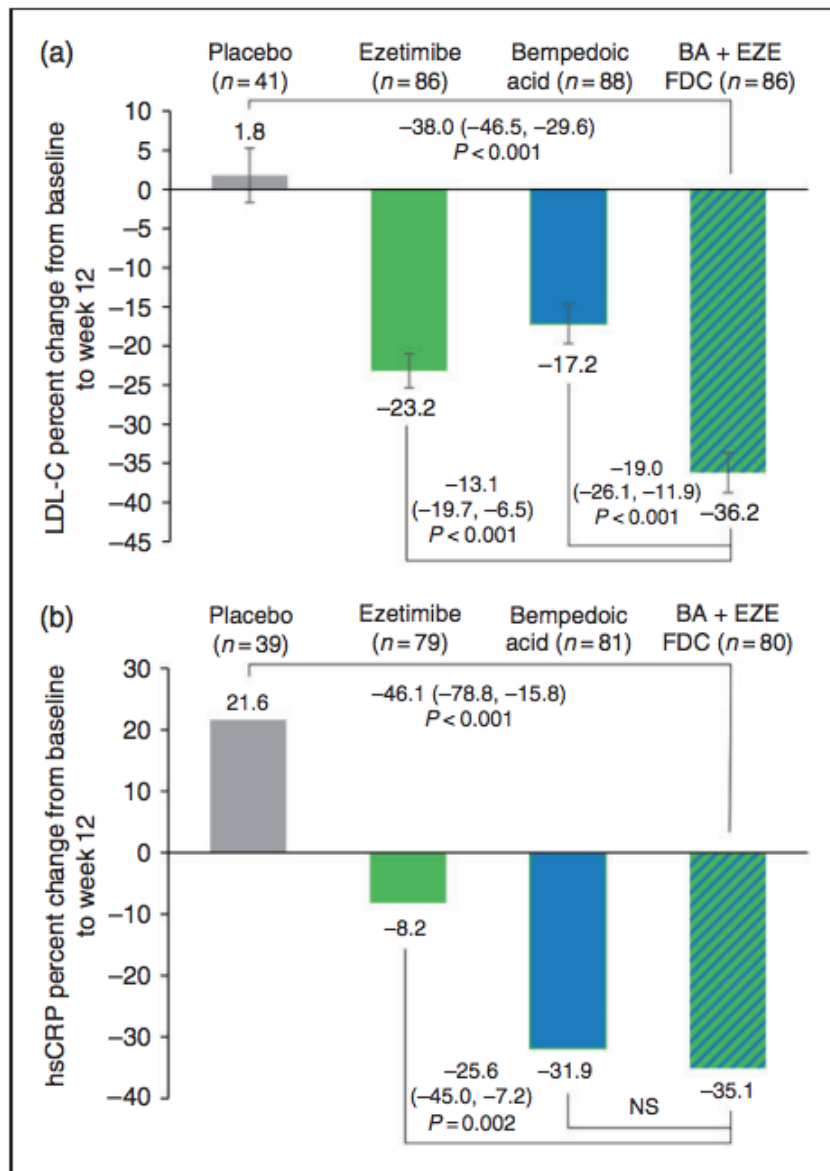 (a)
Placebo
(n=41)
Ezetimibe
(n=86)
Bempedoic
acid (n=88)
BA + EZE
FDC (n=86)
LDL-C percent change from baseline
to week 12
10
5
0
−5
−10
−15
−20
−25
−30
−35
−40
−45
1.8
−38.0 (−46.5, −29.6)
P < 0.001
−23.2
−17.2
−36.2
−13.1
(−19.7, −6.5)
P < 0.001
−19.0
(−26.1, −11.9)
P < 0.001
(b)
Placebo
(n=39)
Ezetimibe
(n=79)
Bempedoic
acid (n=81)
BA + EZE
FDC (n=80)
hsCRP percent change from baseline
to week 12
30
20
10
0
−10
−20
−30
−40
21.6
−46.1 (−78.8, −15.8)
P < 0.001
−8.2
−31.9
−35.1
−25.6
(−45.0, −7.2)
P = 0.002
NS